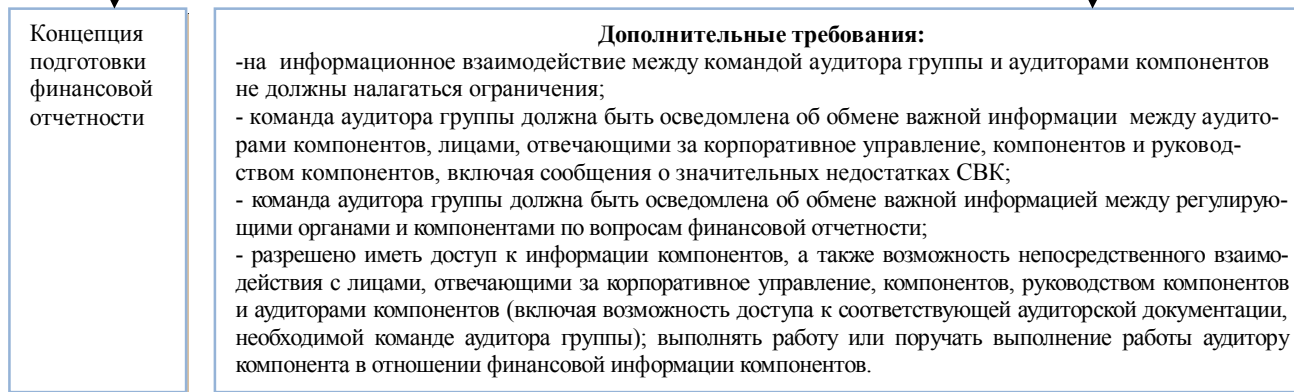 Концепция
подготовки
финансовой
отчетности
Дополнительные требования:
-на информационное взаимодействие между командой аудитора группы и аудиторами компонентов
не должны налагаться ограничения;
- команда аудитора группы должна быть осведомлена об обмене важной информации между аудито-
рами компонентов, лицами, отвечающими за корпоративное управление, компонентов и руковод-
ством компонентов, включая сообщения о значительных недостатках СВК;
- команда аудитора группы должна быть осведомлена об обмене важной информацией между регулирую-
щими органами и компонентами по вопросам финансовой отчетности;
- разрешено иметь доступ к информации компонентов, а также возможность непосредственного взаимо-
действия с лицами, отвечающими за корпоративное управление, компонентов, руководством компонентов
и аудиторами компонентов (включая возможность доступа к соответствующей аудиторской документации,
необходимой команде аудитора группы); выполнять работу или поручать выполнение работы аудитору
компонента в отношении финансовой информации компонентов.